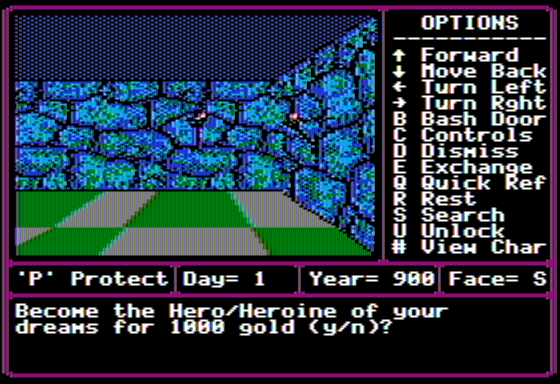 OPTIONS
------------
↑ Forward
↓ Move Back
← Turn Left
→ Turn Rght
B Bash Door
C Controls
D Dismiss
E Exchange
Q Quick Ref
R Rest
S Search
U Unlock
# View Char
'P' Protect
Day= 1
Year= 900
Face= S
Become the Hero/Heroine of your
dreams for 1000 gold (y/n)?